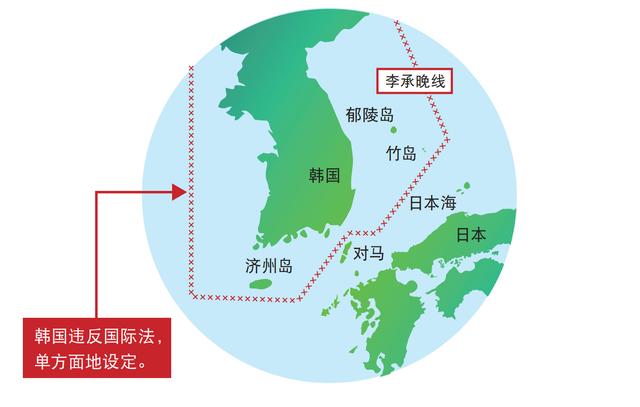 李承晚线
郁陵岛
竹岛
韩国
日本海
日本
对马
济州岛
韩国违反国际法，
单方面地设定。